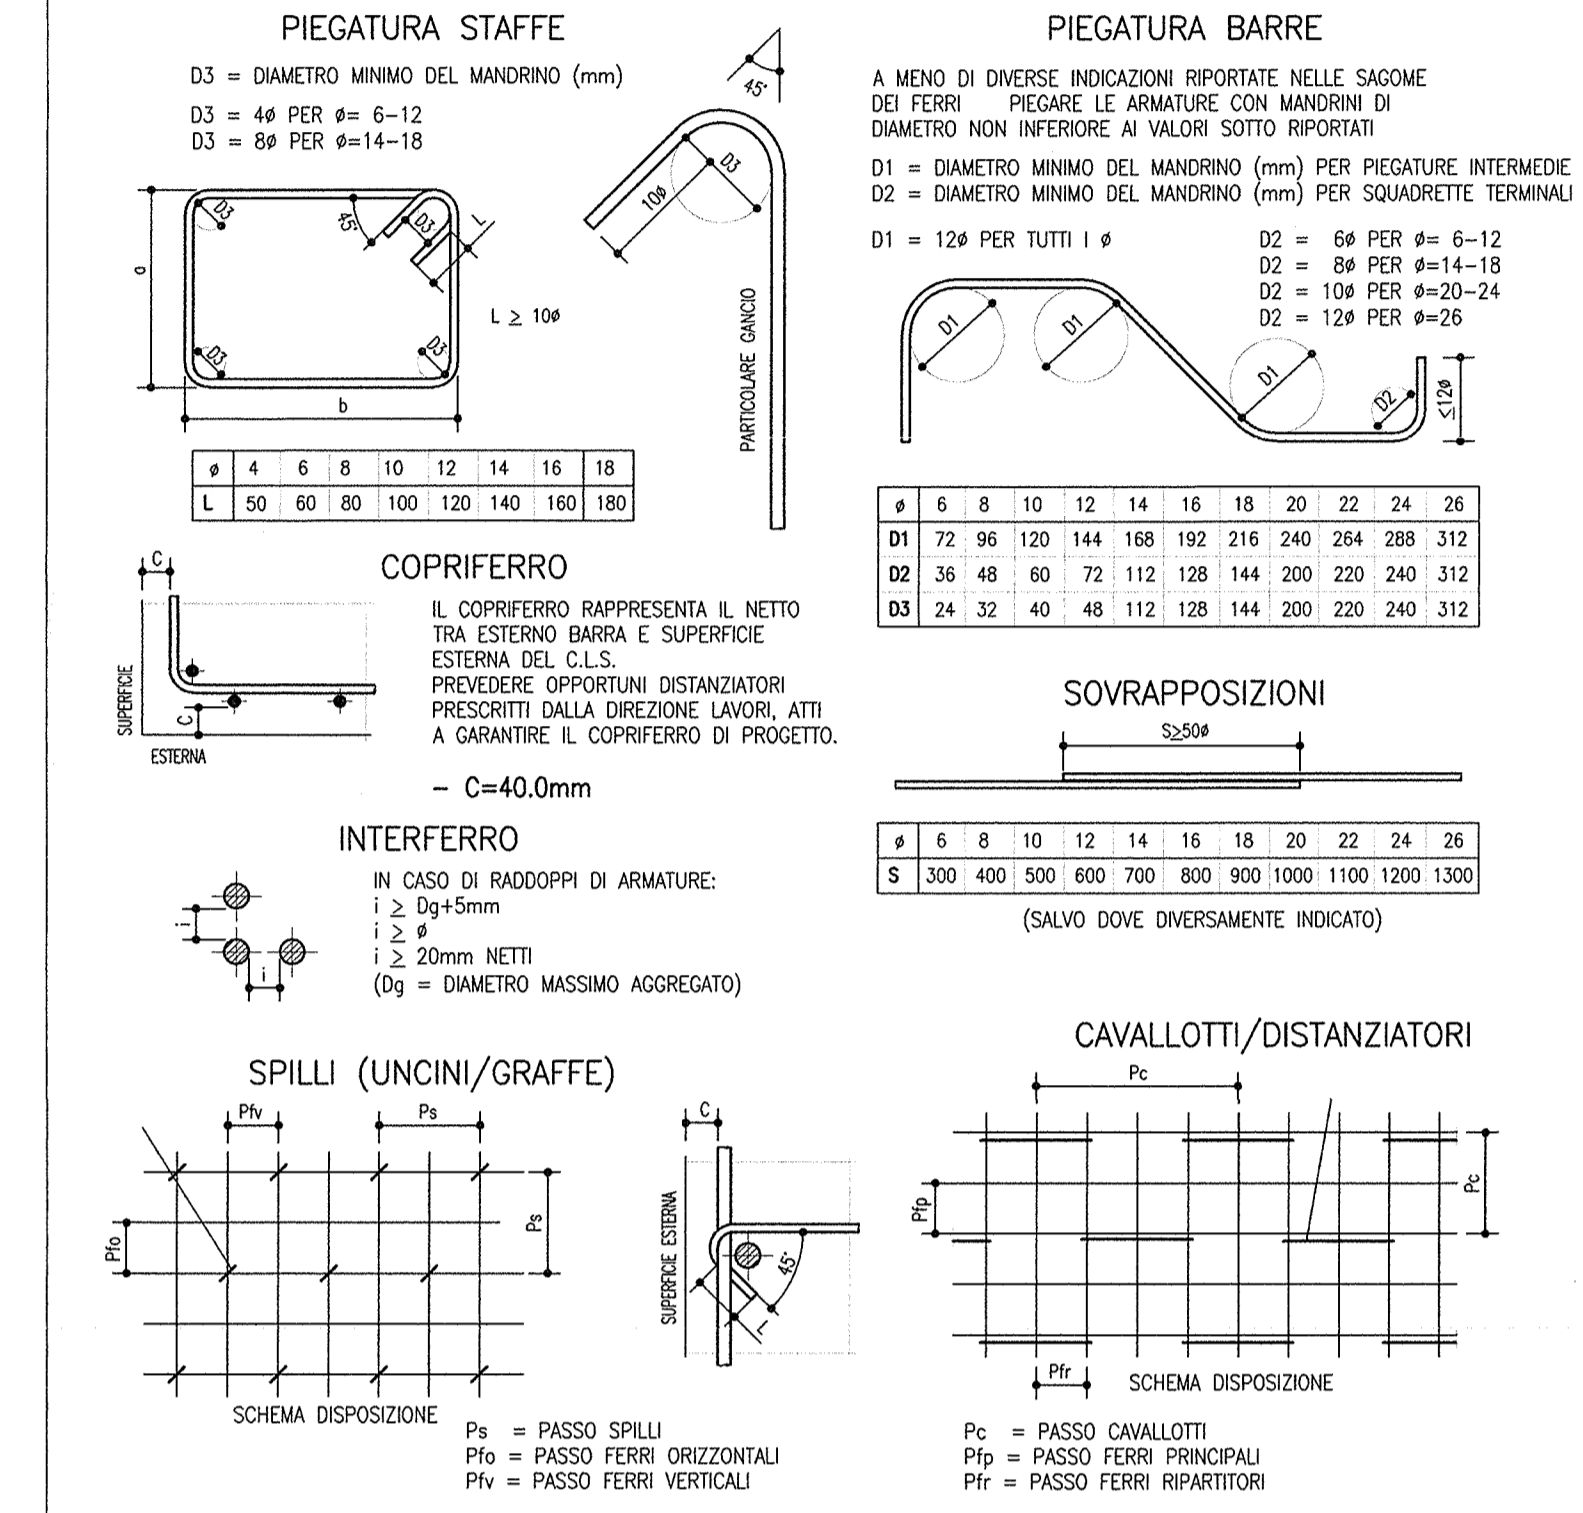 PIEGATURA STAFFE
D3 = DIAMETRO MINIMO DEL MANDRINO (mm)
D3 = 4ø PER ø= 6-12
D3 = 8ø PER ø=14-18
45°
D3
10ø
D3
45°
D3
L
a
L ≥ 10ø
D3
D3
b
PARTICOLARE GANCIO
ø 4 6 8 10 12 14 16 18
L 50 60 80 100 120 140 160 180
COPRIFERRO
C
IL COPRIFERRO RAPPRESENTA IL NETTO
TRA ESTERNO BARRA E SUPERFICIE
ESTERNA DEL C.L.S.
PREVEDERE OPPORTUNI DISTANZIATORI
PRESCRITTI DALLA DIREZIONE LAVORI, ATTI
A GARANTIRE IL COPRIFERRO DI PROGETTO.
SUPERFICIE
C
ESTERNA
- C=40.0mm
INTERFERRO
IN CASO DI RADDOPPI DI ARMATURE:
i ≥ Dg+5mm
i ≥ ø
i ≥ 20mm NETTI
(Dg = DIAMETRO MASSIMO AGGREGATO)
i
i
SPILLI (UNCINI/GRAFFE)
Pfv
Ps
Ps
Pfo
SCHEMA DISPOSIZIONE
C
SUPERFICIE ESTERNA
45°
L
Ps = PASSO SPILLI
Pfo = PASSO FERRI ORIZZONTALI
Pfv = PASSO FERRI VERTICALI
PIEGATURA BARRE
A MENO DI DIVERSE INDICAZIONI RIPORTATE NELLE SAGOME
DEI FERRI PIEGARE LE ARMATURE CON MANDRINI DI
DIAMETRO NON INFERIORE AI VALORI SOTTO RIPORTATI
D1 = DIAMETRO MINIMO DEL MANDRINO (mm) PER PIEGATURE INTERMEDIE
D2 = DIAMETRO MINIMO DEL MANDRINO (mm) PER SQUADRETTE TERMINALI
D1 = 12ø PER TUTTI I ø
D2 = 6ø PER ø= 6-12
D2 = 8ø PER ø=14-18
D2 = 10ø PER ø=20-24
D2 = 12ø PER ø=26
D1
D1
D1
D2
≤12ø
ø 6 8 10 12 14 16 18 20 22 24 26
D1 72 96 120 144 168 192 216 240 264 288 312
D2 36 48 60 72 112 128 144 200 220 240 312
D3 24 32 40 48 112 128 144 200 220 240 312
SOVRAPPOSIZIONI
S≥50ø
ø 6 8 10 12 14 16 18 20 22 24 26
S 300 400 500 600 700 800 900 1000 1100 1200 1300
(SALVO DOVE DIVERSAMENTE INDICATO)
CAVALLOTTI/DISTANZIATORI
Pc
Pc
Pfp
Pfr
SCHEMA DISPOSIZIONE
Pc = PASSO CAVALLOTTI
Pfp = PASSO FERRI PRINCIPALI
Pfr = PASSO FERRI RIPARTITORI